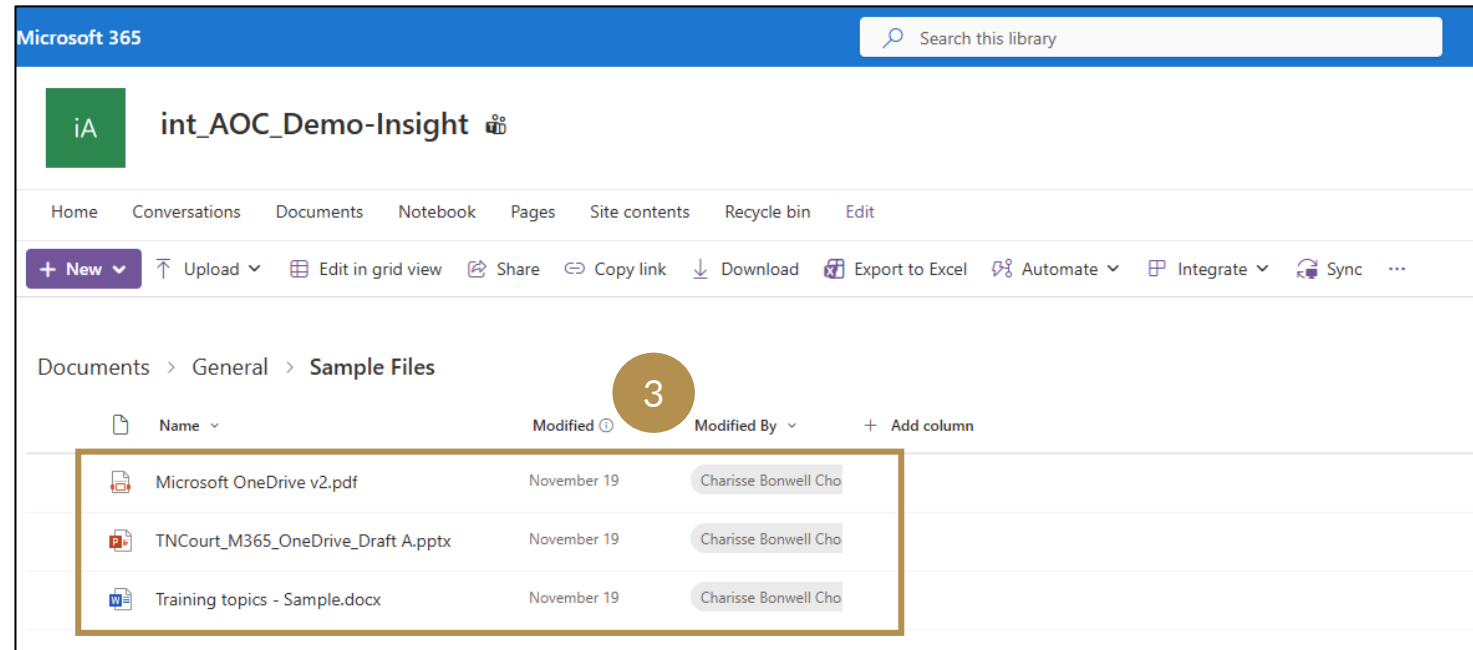 Microsoft 365 Search this library
iA int_AOC_Demo-Insight
Home Conversations Documents Notebook Pages Site contents Recycle bin Edit
+ New Upload Edit in grid view Share Copy link Download Export to Excel Automate Integrate Sync ...
Documents > General > Sample Files
3
Name Modified Modified By + Add column
Microsoft OneDrive v2.pdf November 19 Charisse Bonwell Cho
TNCourt_M365_OneDrive_Draft A.pptx November 19 Charisse Bonwell Cho
Training topics - Sample.docx November 19 Charisse Bonwell Cho